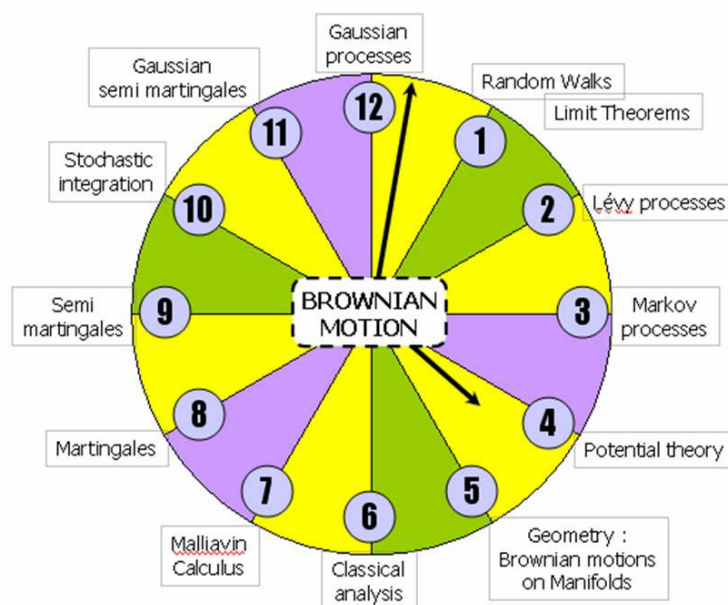 Gaussian
processes
12
Random Walks
1
Limit Theorems
2
Lévy processes
3
Markov
processes
4
Potential theory
5
Geometry :
Brownian motions
on Manifolds
6
Classical
analysis
7
Malliavin
Calculus
8
Martingales
9
Semi
martingales
10
Stochastic
integration
11
Gaussian
semi martingales
BROWNIAN
MOTION